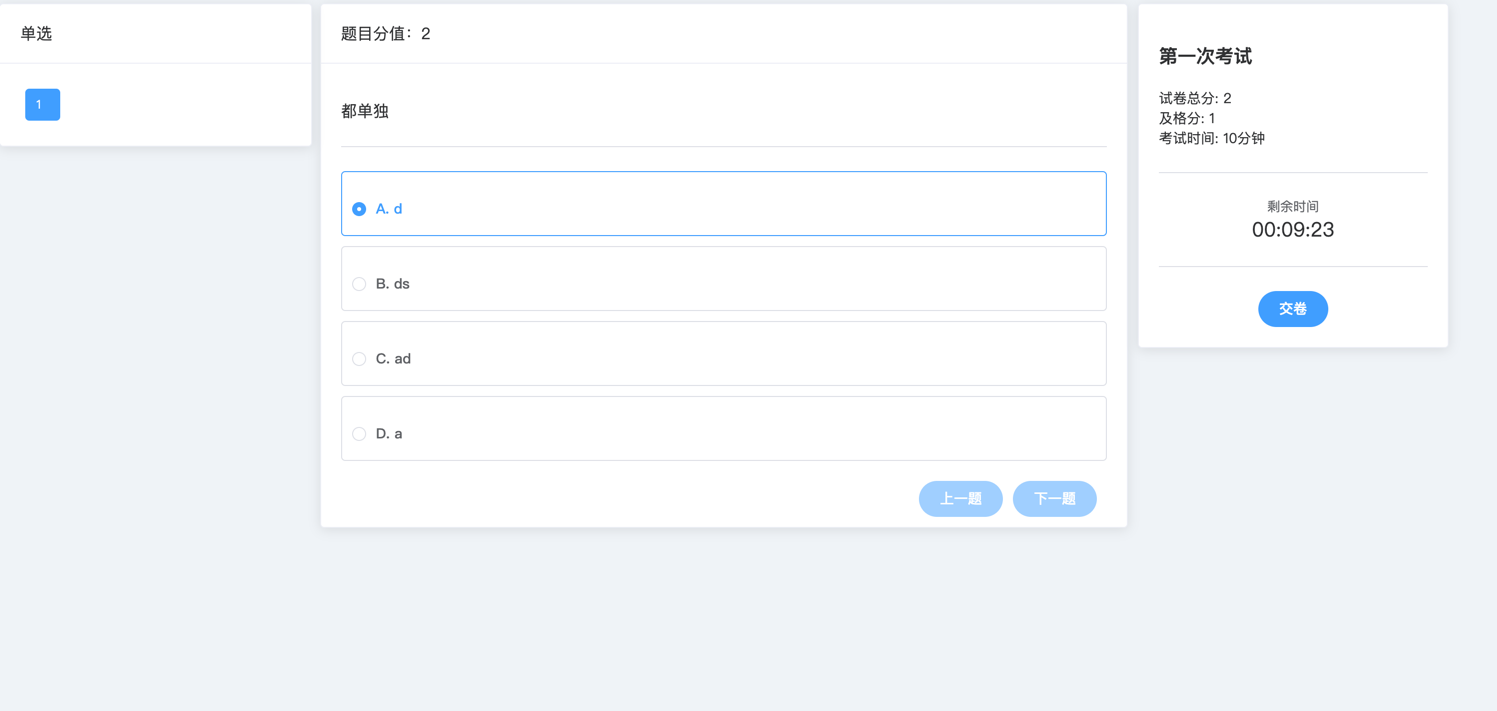 单选
1
题目分值：2
都单独
A. d
B. ds
C. ad
D. a
上一题
下一题
第一次考试
试卷总分: 2
及格分: 1
考试时间: 10分钟
剩余时间
00:09:23
交卷